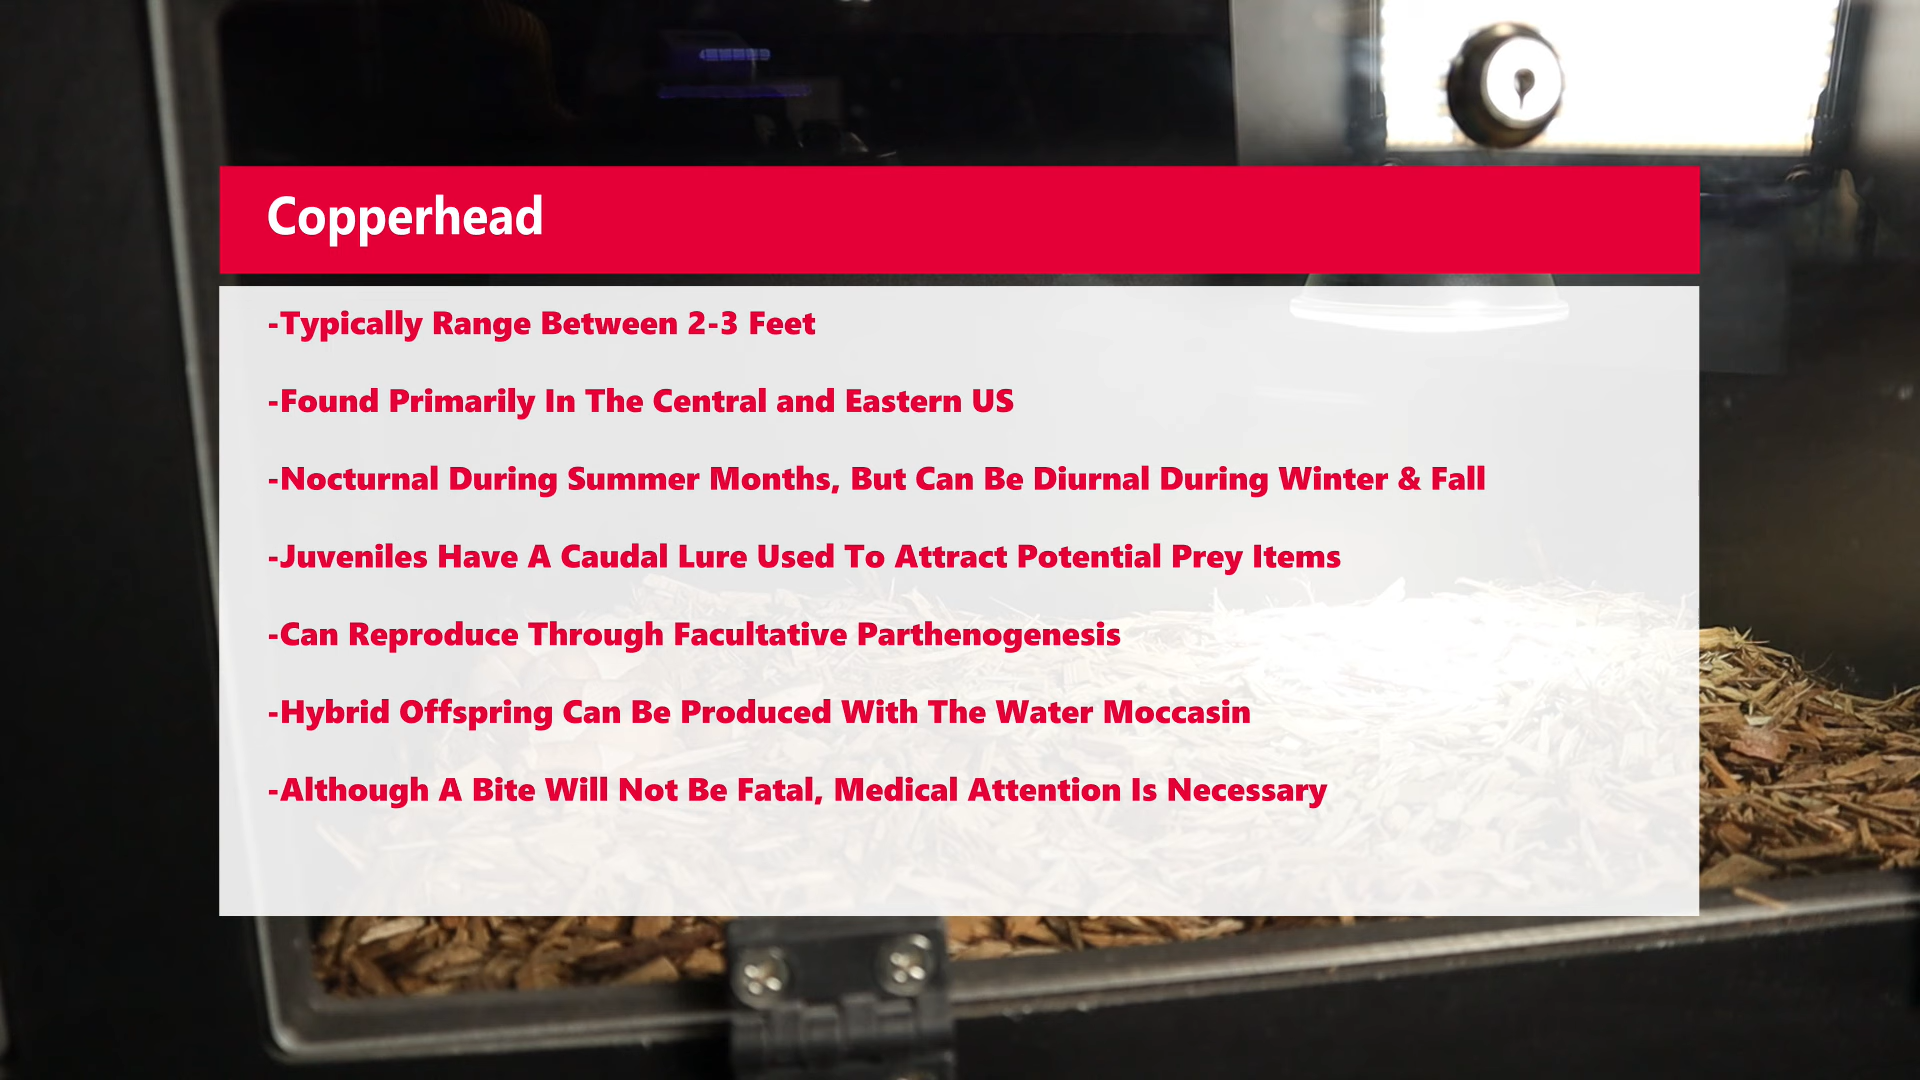 Copperhead
-Typically Range Between 2-3 Feet
-Found Primarily In The Central and Eastern US
-Nocturnal During Summer Months, But Can Be Diurnal During Winter & Fall
-Juveniles Have A Caudal Lure Used To Attract Potential Prey Items
-Can Reproduce Through Facultative Parthenogenesis
-Hybrid Offspring Can Be Produced With The Water Moccasin
-Although A Bite Will Not Be Fatal, Medical Attention Is Necessary